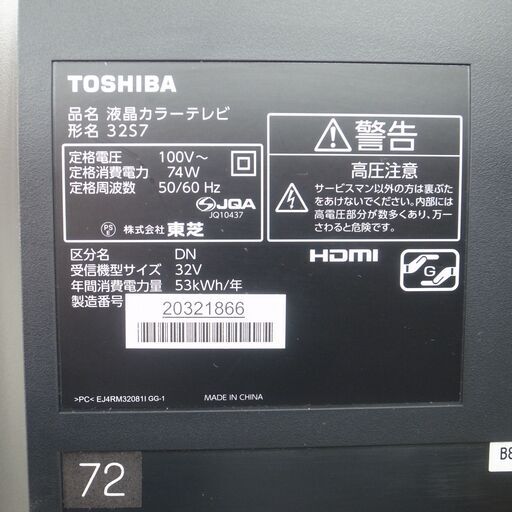 TOSHIBA
品名 液晶カラーテレビ
形名 32S7
定格電圧 100V～
定格消費電力 74W
定格周波数 50/60 Hz
JQA
JQ10437
PSE
株式会社 東芝
区分名 DN
受信機型サイズ 32V
年間消費電力量 53kWh/年
製造番号
20321866
警告
高圧注意
サービスマン以外の方は裏ぶた
をあけないでください。内部には
高電圧部分が数多くあり、万一
さわると危険です。
HDMI
G
>PC< EJ4RM32081I GG-1
MADE IN CHINA
72